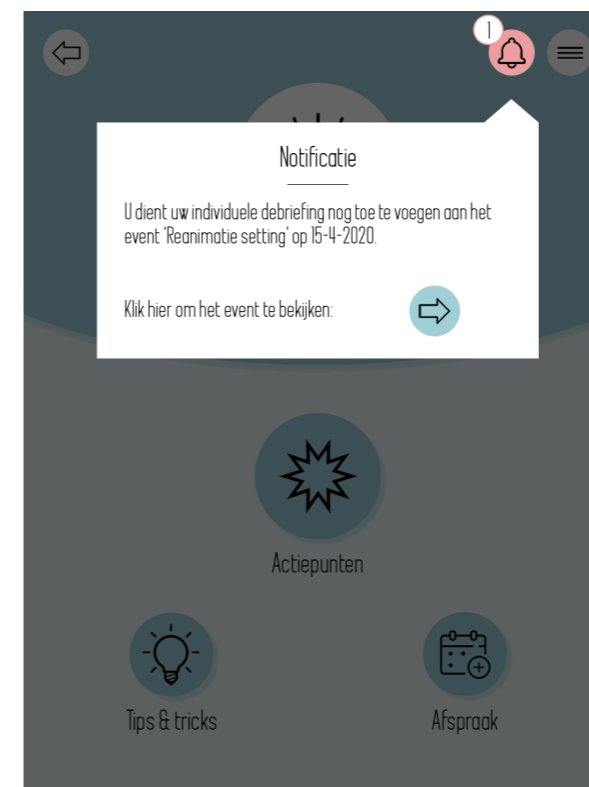 1
Notificatie
U dient uw individuele debriefing nog toe te voegen aan het
event 'Reanimatie setting' op 15-4-2020.
Klik hier om het event te bekijken:
Actiepunten
Tips & tricks
Afspraak